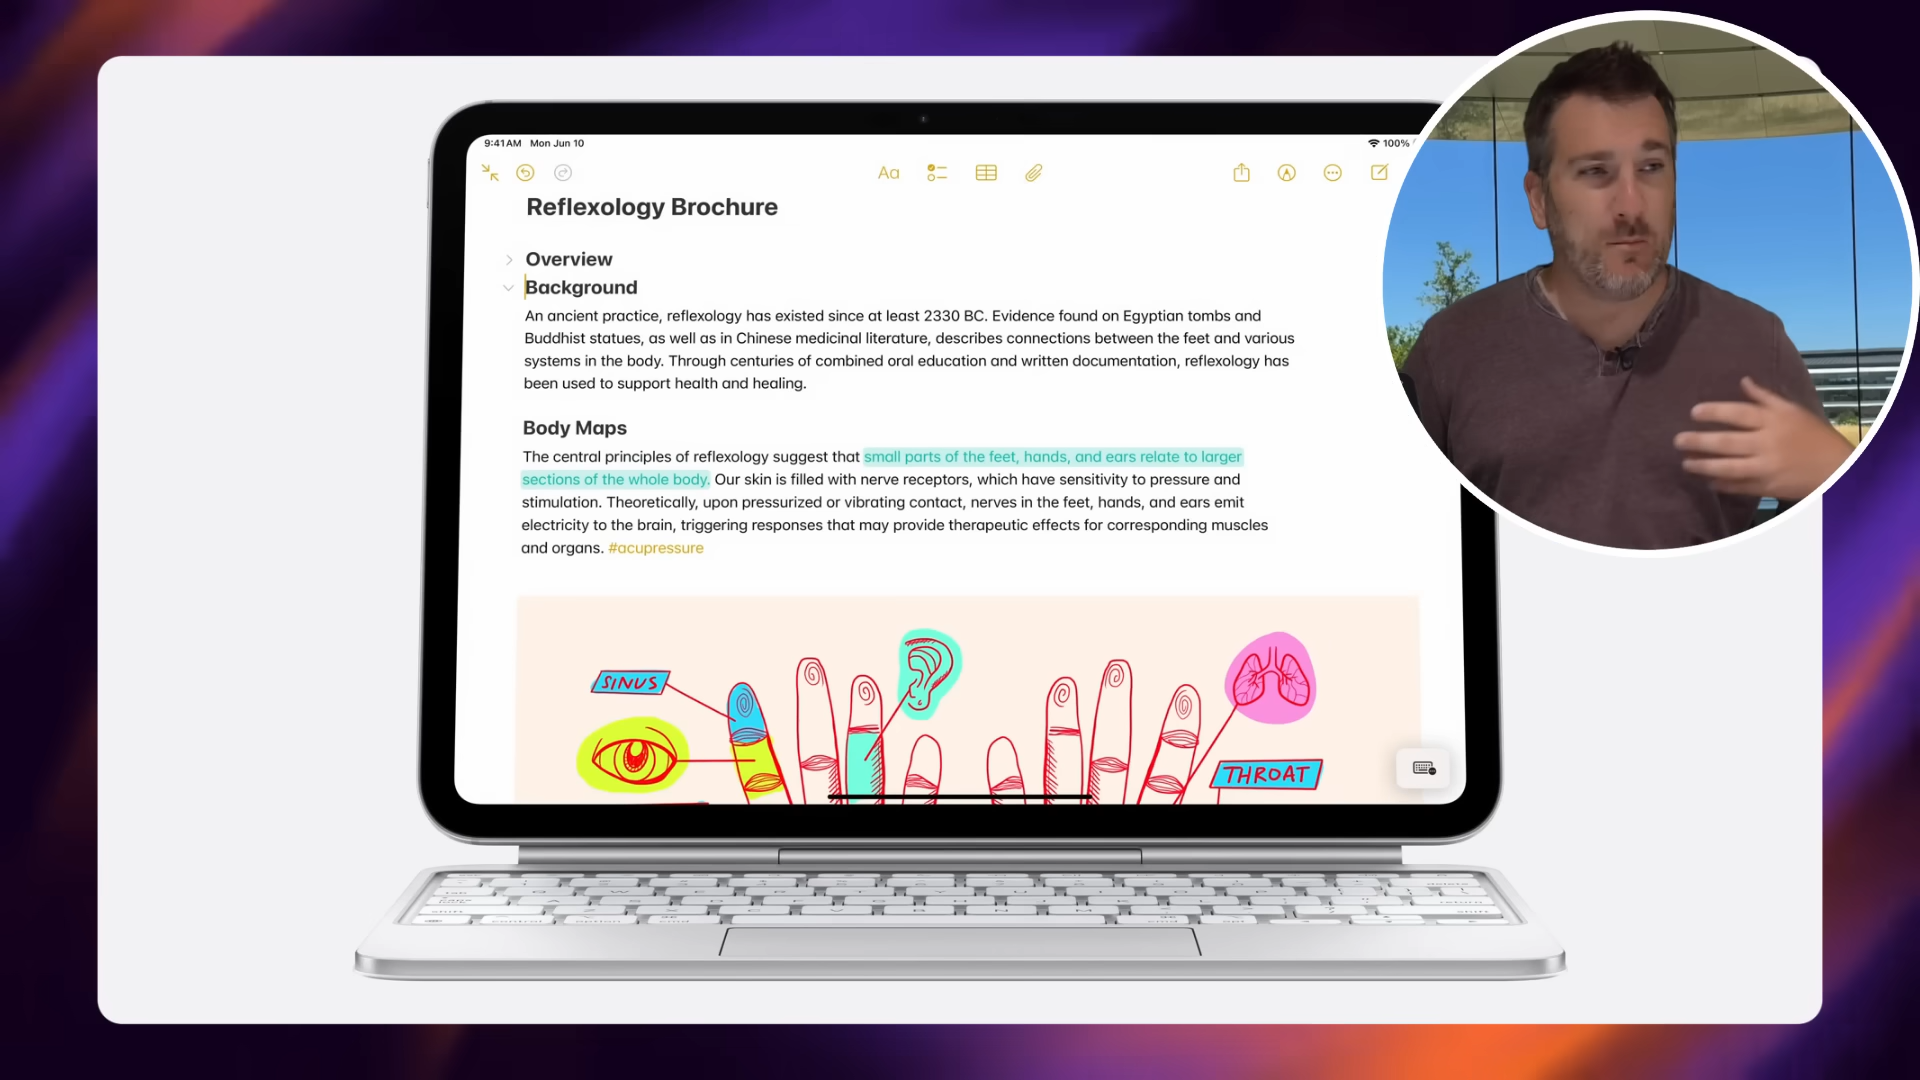 9:41 AM Mon Jun 10
100%
Aa
Reflexology Brochure
Overview
Background
An ancient practice, reflexology has existed since at least 2330 BC. Evidence found on Egyptian tombs and
Buddhist statues, as well as in Chinese medicinal literature, describes connections between the feet and various
systems in the body. Through centuries of combined oral education and written documentation, reflexology has
been used to support health and healing.
Body Maps
The central principles of reflexology suggest that small parts of the feet, hands, and ears relate to larger
sections of the whole body. Our skin is filled with nerve receptors, which have sensitivity to pressure and
stimulation. Theoretically, upon pressurized or vibrating contact, nerves in the feet, hands, and ears emit
electricity to the brain, triggering responses that may provide therapeutic effects for corresponding muscles
and organs. #acupressure
SINUS
THROAT